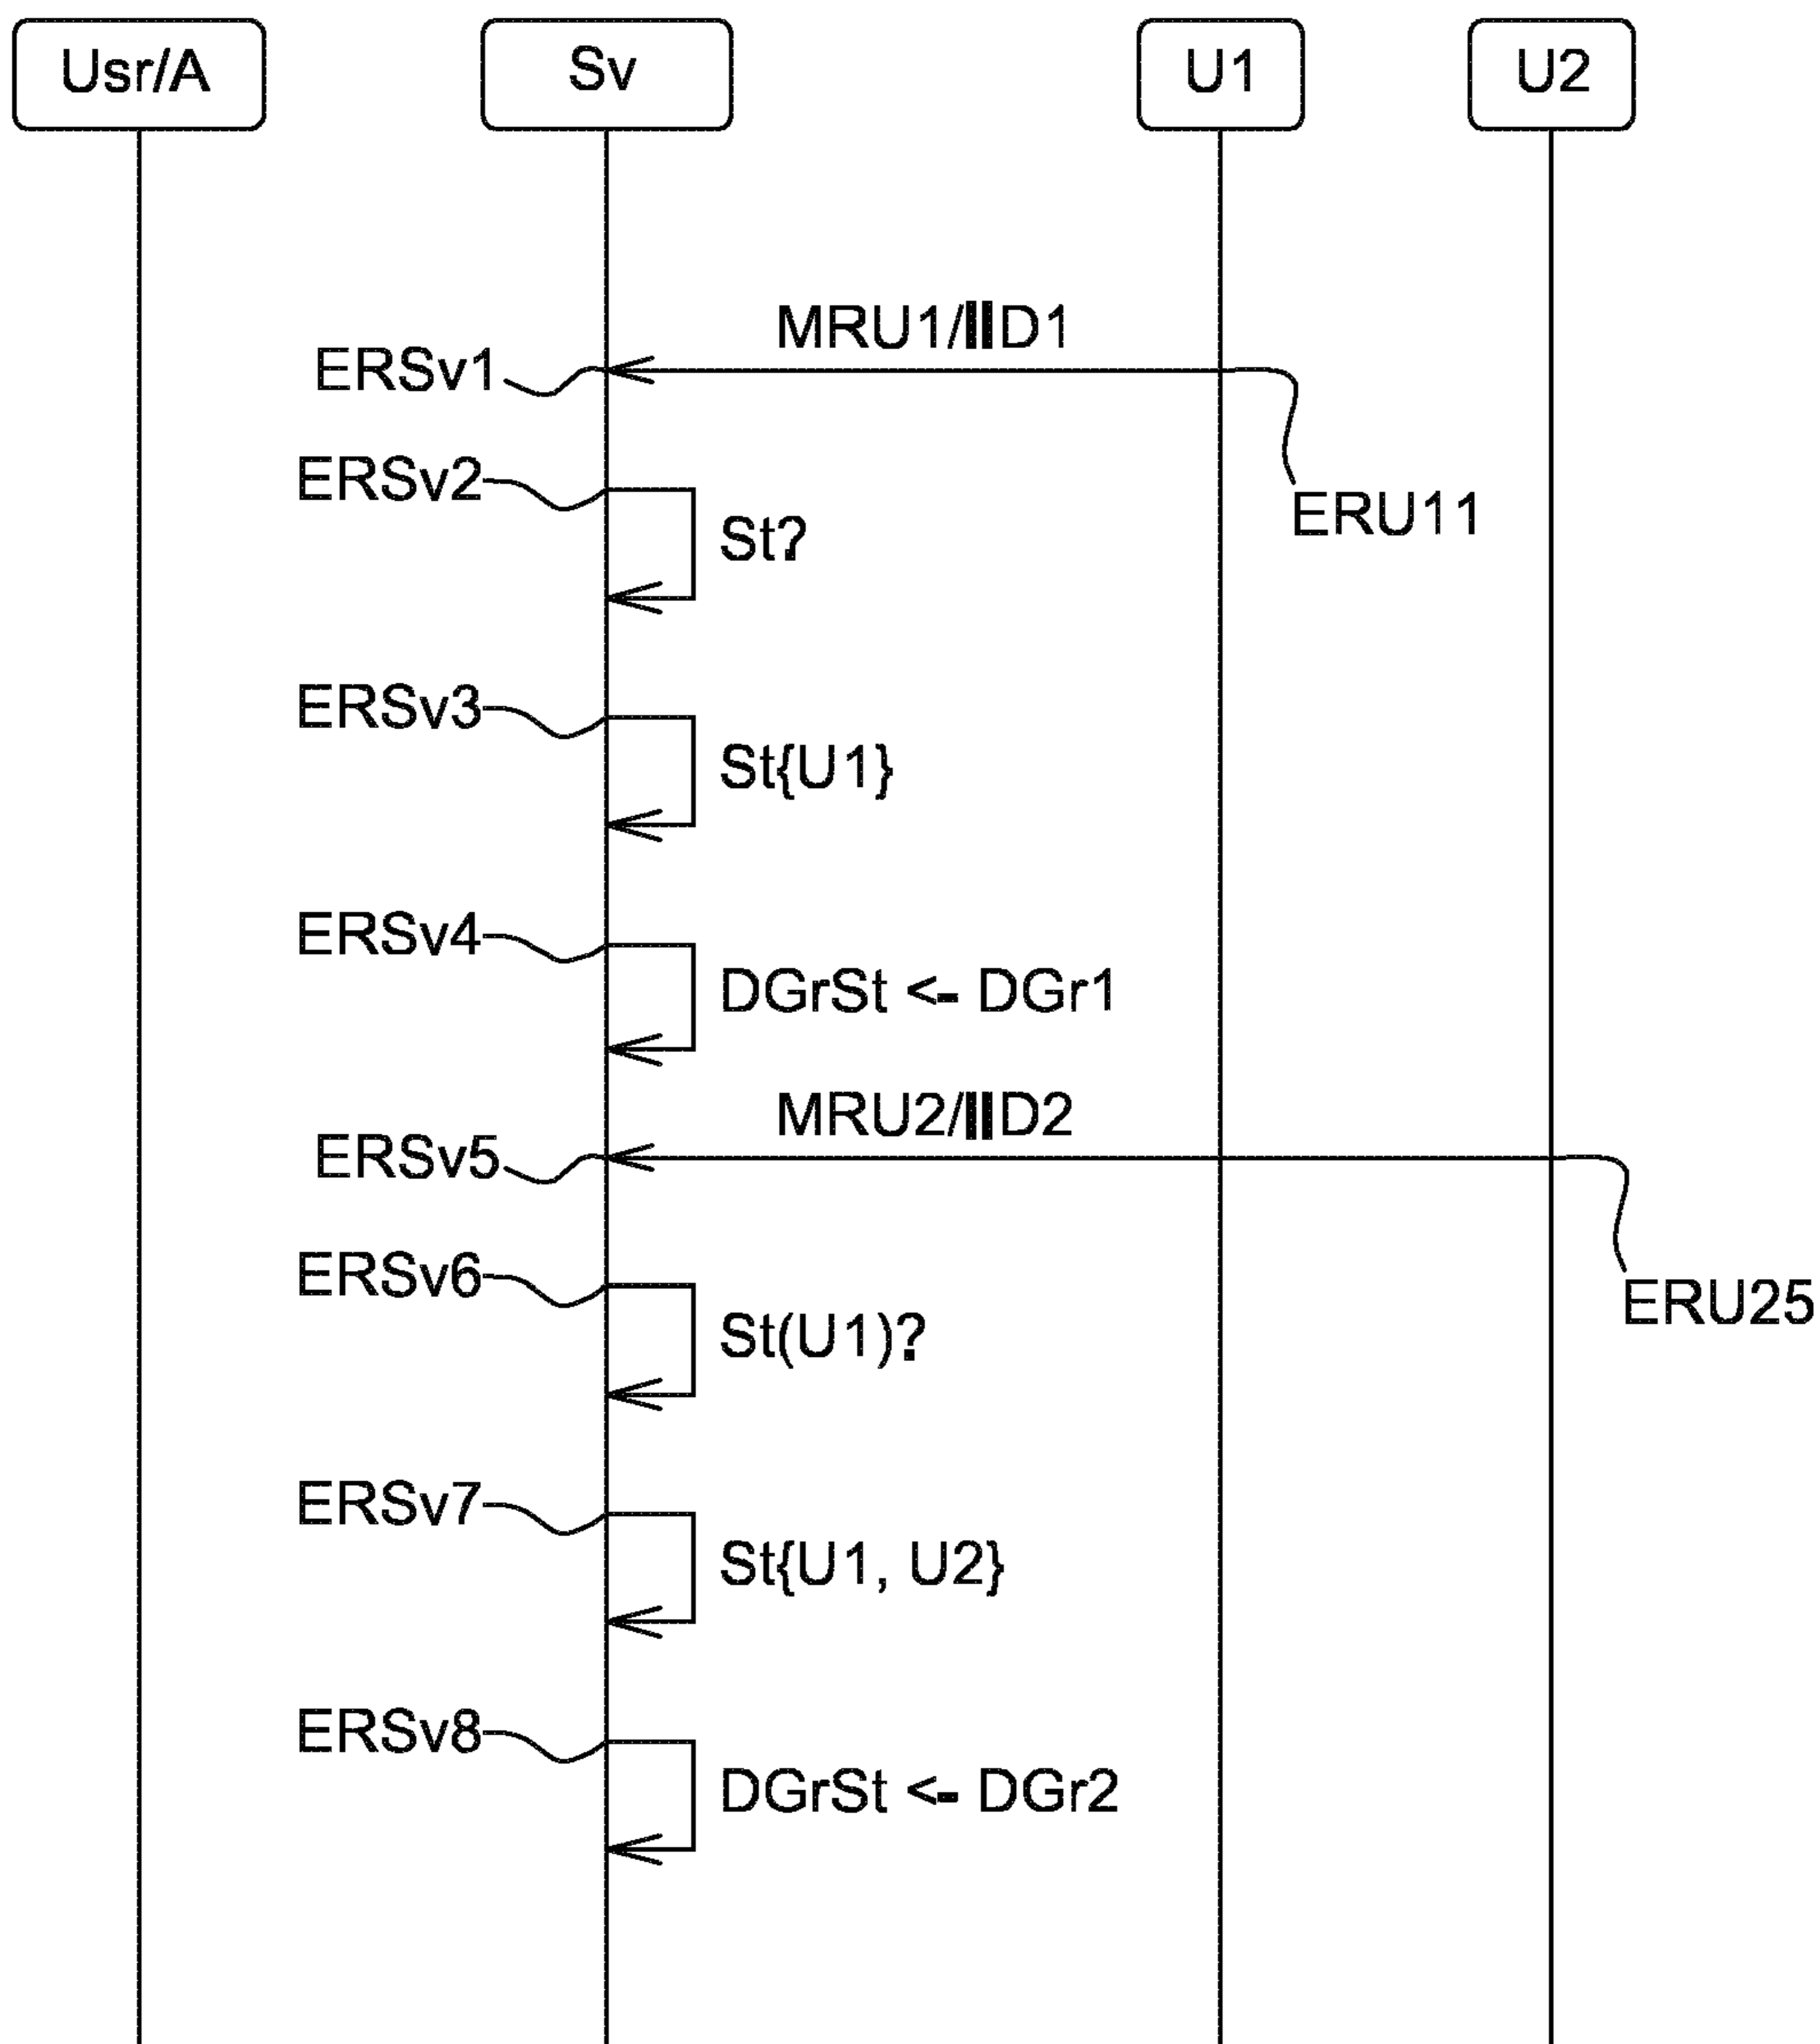 Usr/A
Sv
U1
U2
MRU1/IID1
ERSv1
ERU11
ERSv2
St?
ERSv3
St{U1}
ERSv4
DGrSt <- DGr1
MRU2/IID2
ERSv5
ERU25
ERSv6
St(U1)?
ERSv7
St{U1, U2}
ERSv8
DGrSt <- DGr2